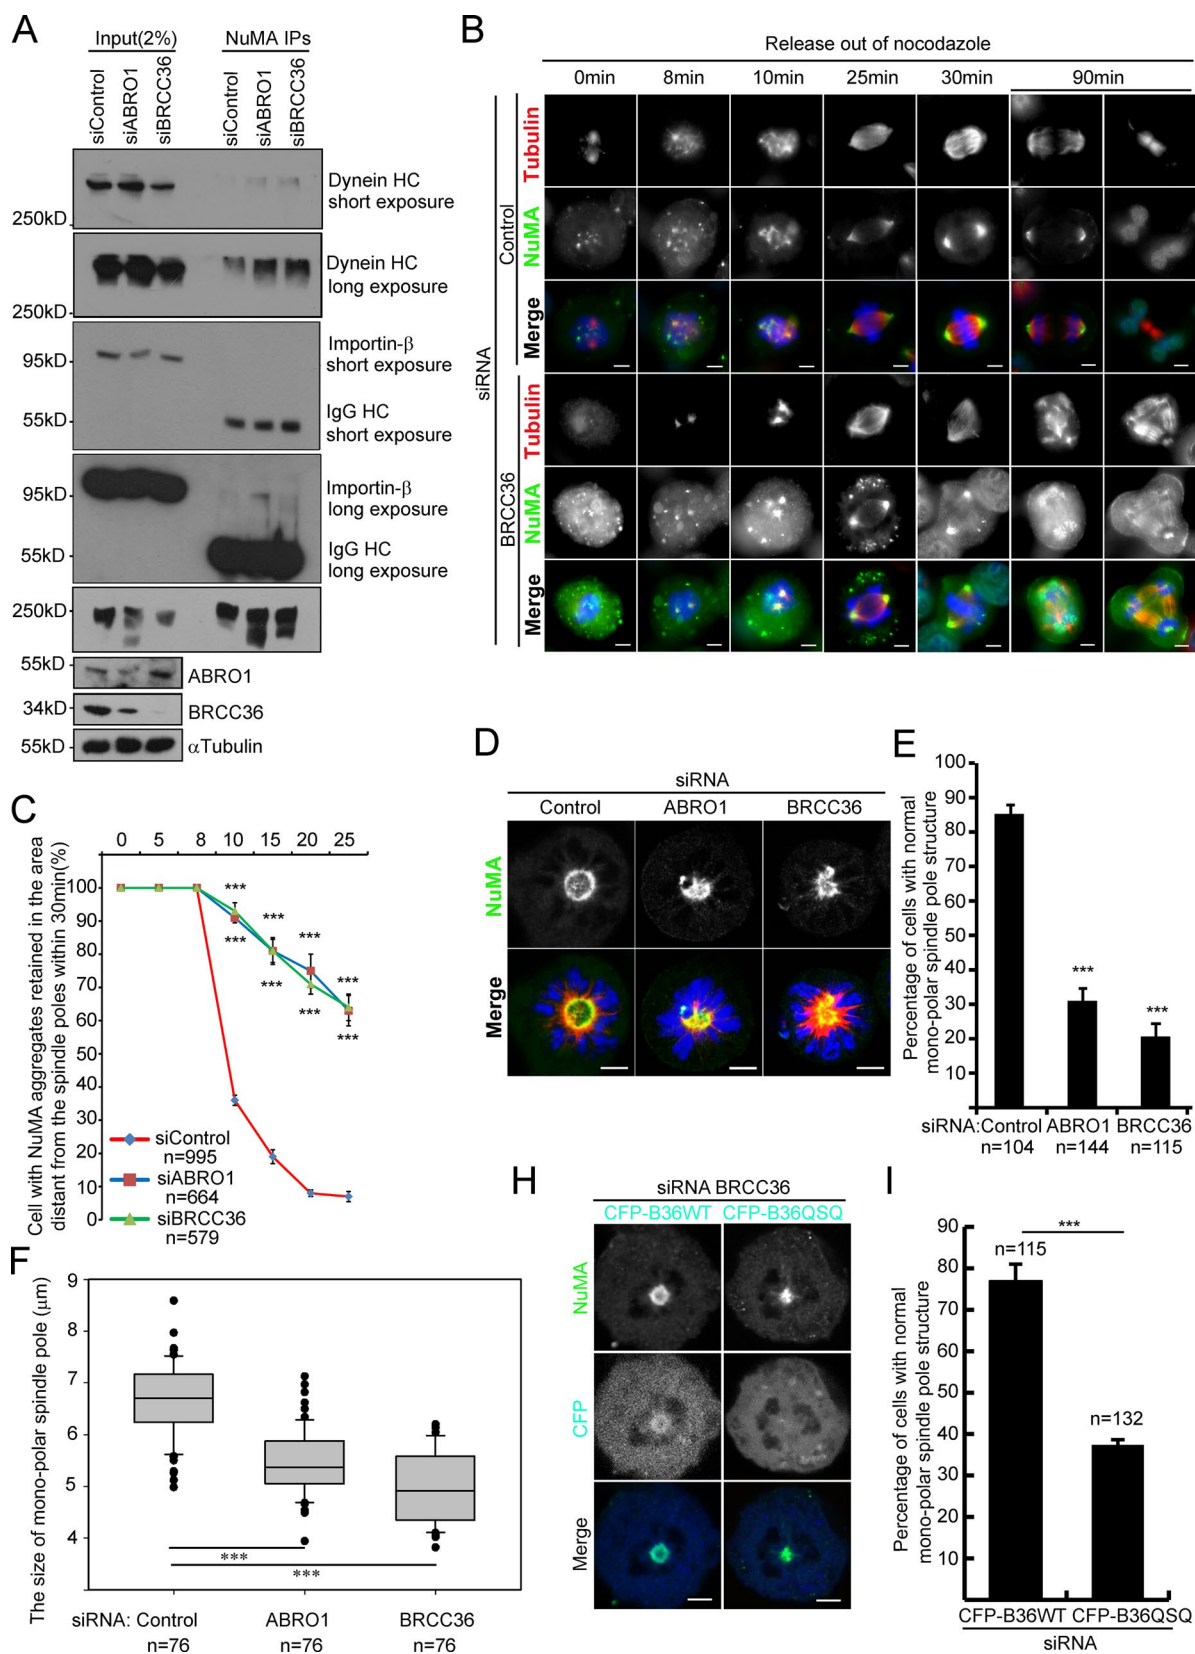 A
Input(2%) NuMA IPs
siControl siABRO1 siBRCC36 siControl siABRO1 siBRCC36
Dynein HC
short exposure
250kD
Dynein HC
long exposure
250kD
Importin-β
short exposure
95kD
IgG HC
short exposure
55kD
Importin-β
long exposure
95kD
IgG HC
long exposure
55kD
250kD
55kD ABRO1
34kD BRCC36
55kD αTubulin
B
Release out of nocodazole
0min 8min 10min 25min 30min 90min
siRNA
Control
Tubulin
NuMA
Merge
BRCC36
Tubulin
NuMA
Merge
C
0 5 8 10 15 20 25
Cell with NuMA aggregates retained in the area
distant from the spindle poles within 30min(%)
100
90
80
70
60
50
40
30
20
10
0
*** *** *** ***
*** *** *** ***
siControl
n=995
siABRO1
n=664
siBRCC36
n=579
D
siRNA
Control ABRO1 BRCC36
NuMA
Merge
E
Percentage of cells with normal
mono-polar spindle pole structure
100
90
80
70
60
50
40
30
20
10
***
***
siRNA:Control ABRO1 BRCC36
n=104 n=144 n=115
F
The size of mono-polar spindle pole (μm)
9
8
7
6
5
4
***
***
siRNA: Control ABRO1 BRCC36
n=76 n=76 n=76
H
siRNA BRCC36
CFP-B36WT CFP-B36QSQ
NuMA
CFP
Merge
I
Percentage of cells with normal
mono-polar spindle pole structure
90
80
70
60
50
40
30
20
10
0
***
n=115
n=132
CFP-B36WT CFP-B36QSQ
siRNA